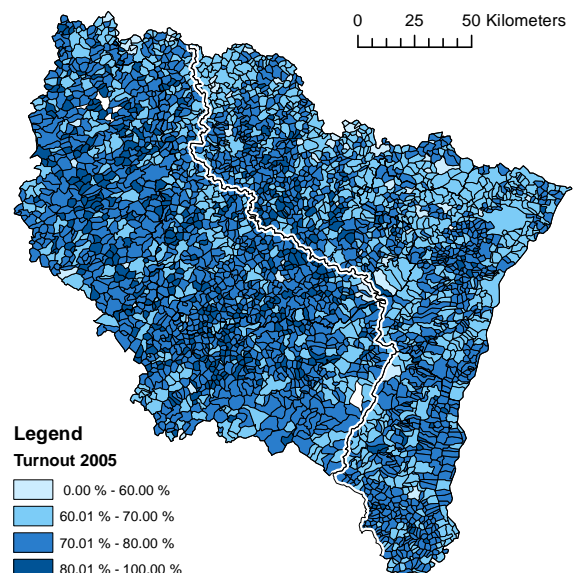 0 25 50 Kilometers
Legend
Turnout 2005
0.00 % - 60.00 %
60.01 % - 70.00 %
70.01 % - 80.00 %
80.01 % - 100.00 %